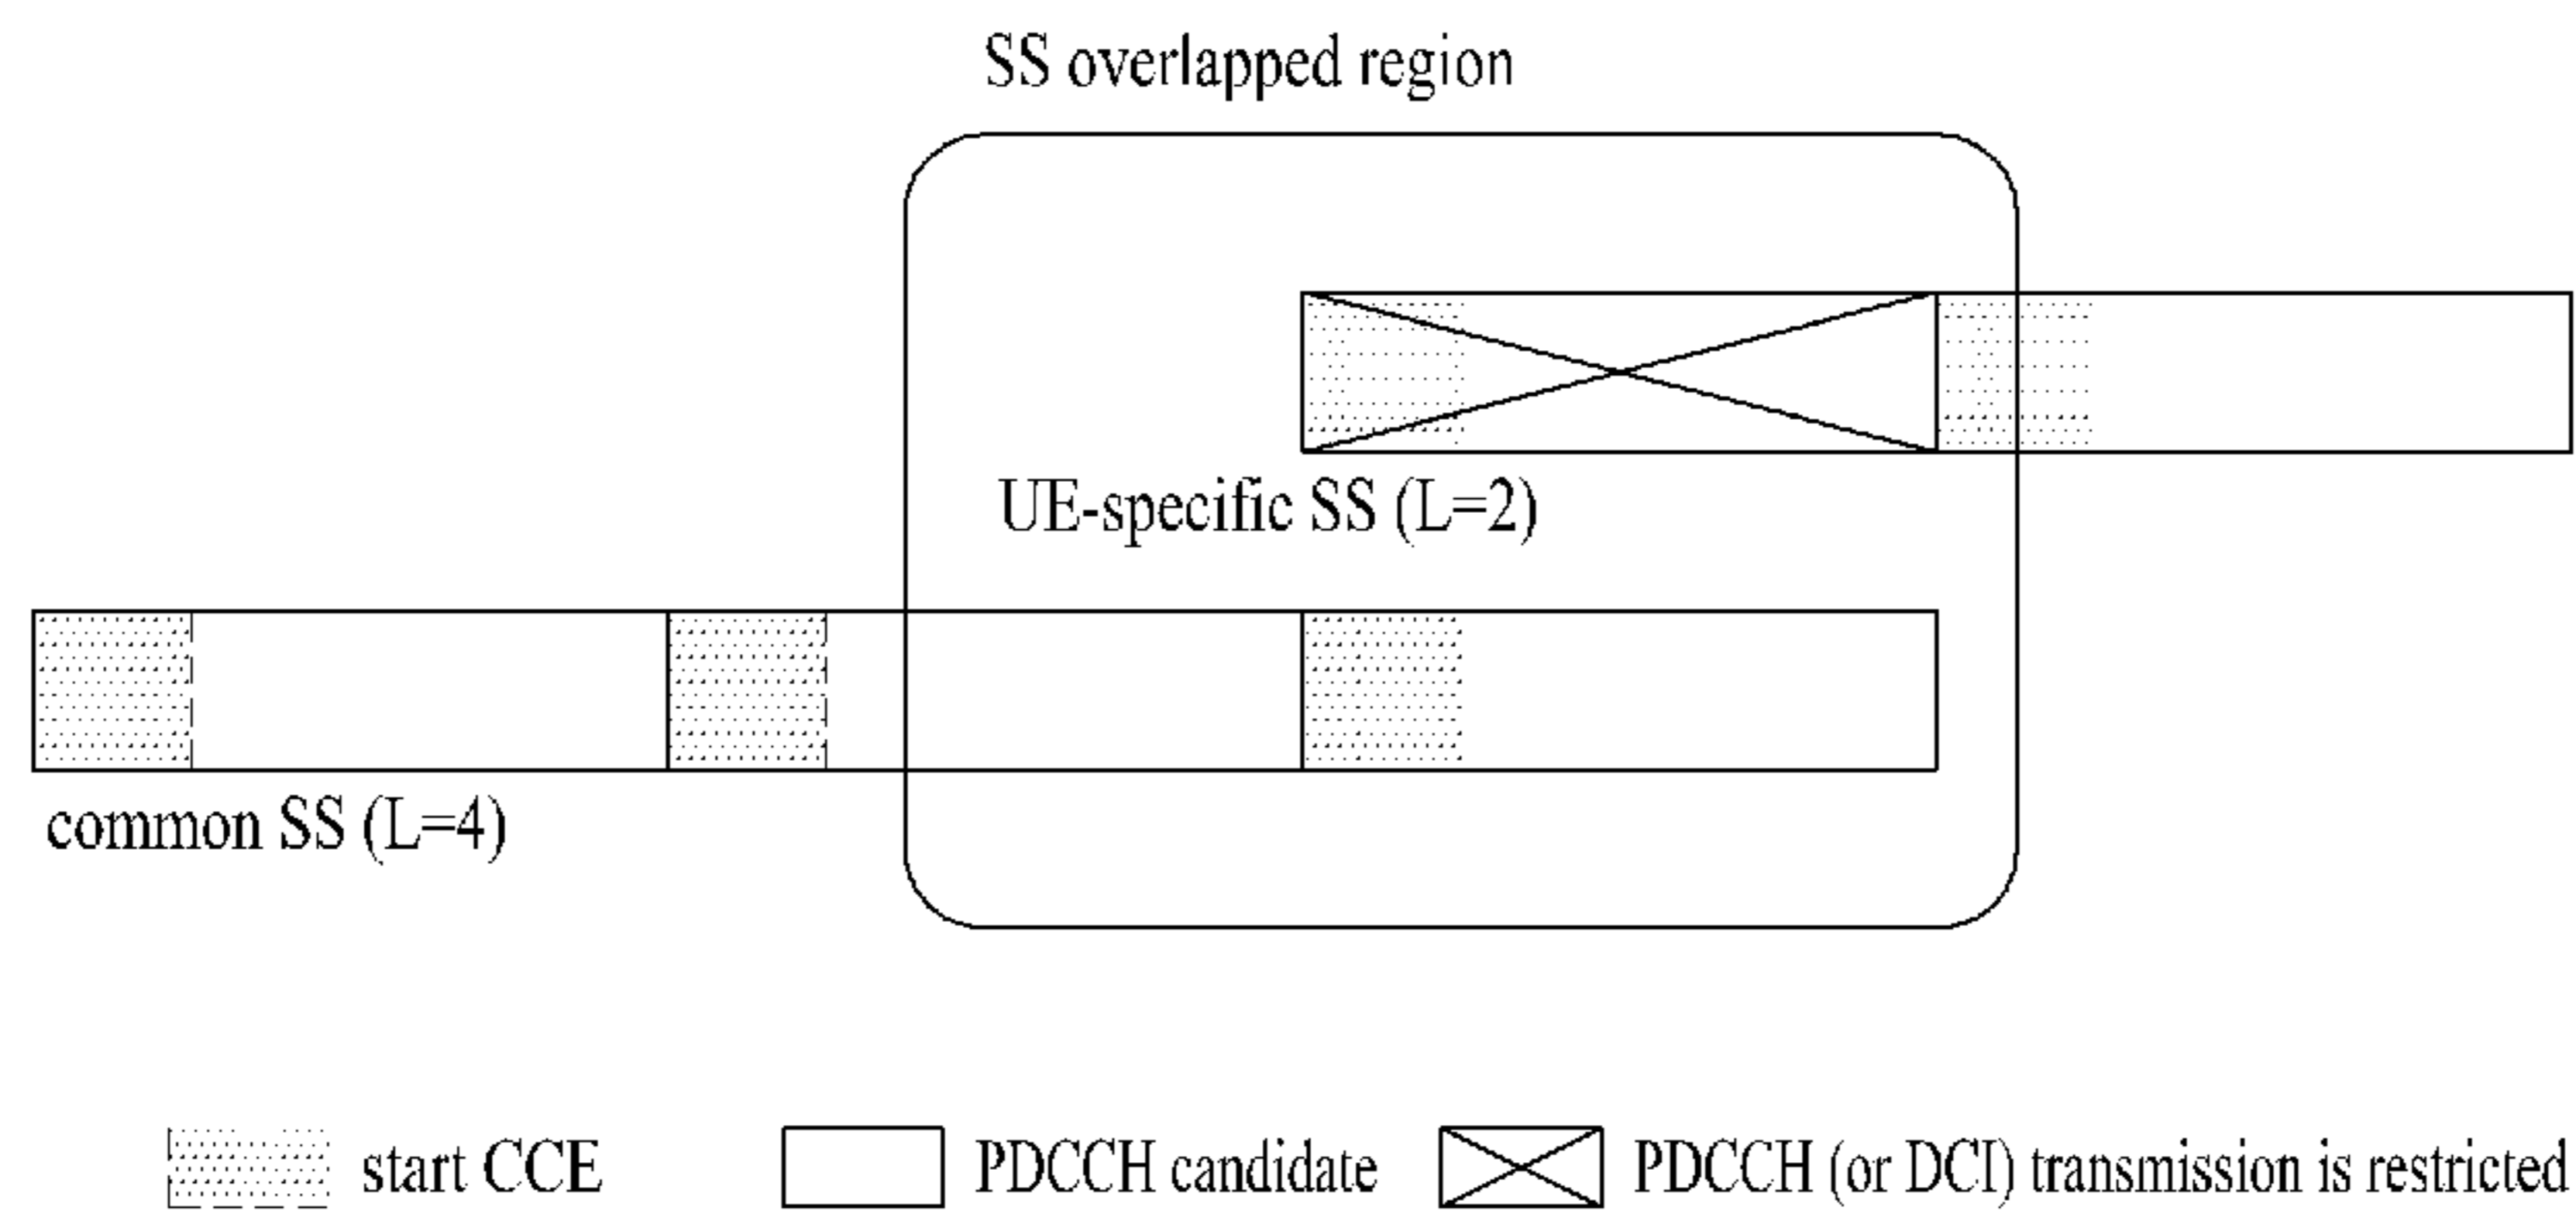 SS overlapped region
UE-specific SS (L=2)
common SS (L=4)
start CCE
PDCCH candidate
PDCCH (or DCI) transmission is restricted